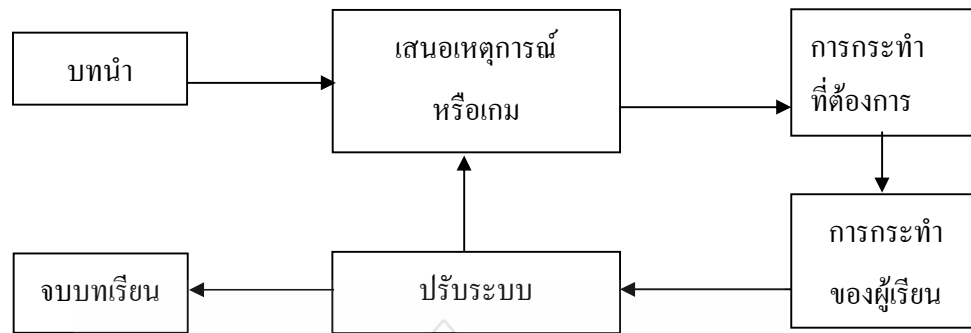 บทนำ
เสนอเหตุการณ์
หรือเกม
การกระทำ
ที่ต้องการ
การกระทำ
ของผู้เรียน
ปรับระบบ
จบบทเรียน